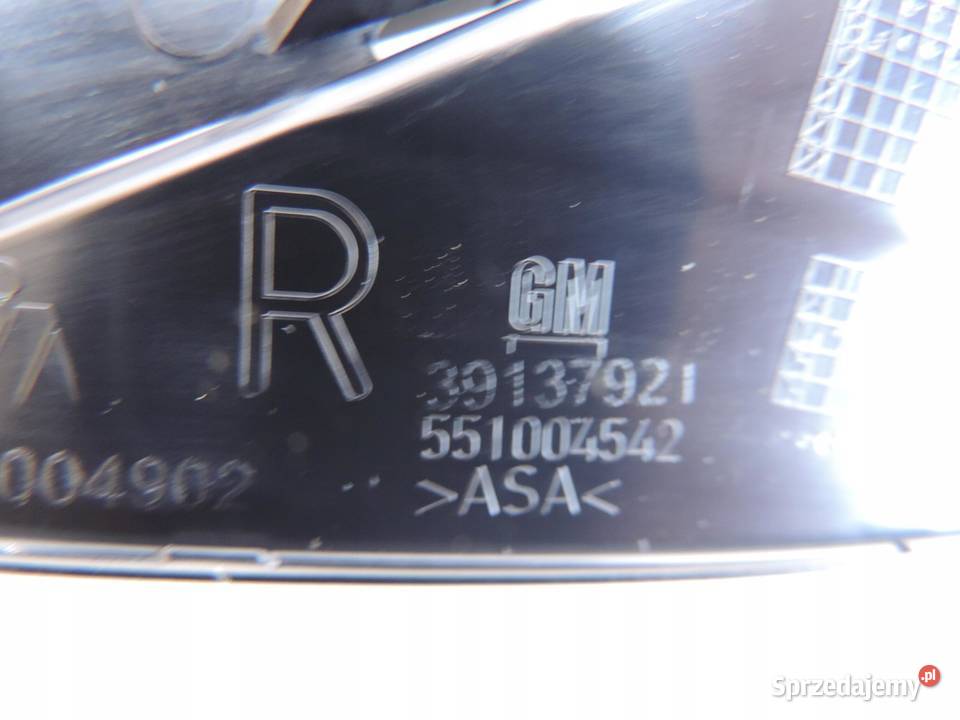 R
GM
39137921
551004542
>ASA<
004902
Sprzedajemy.pl